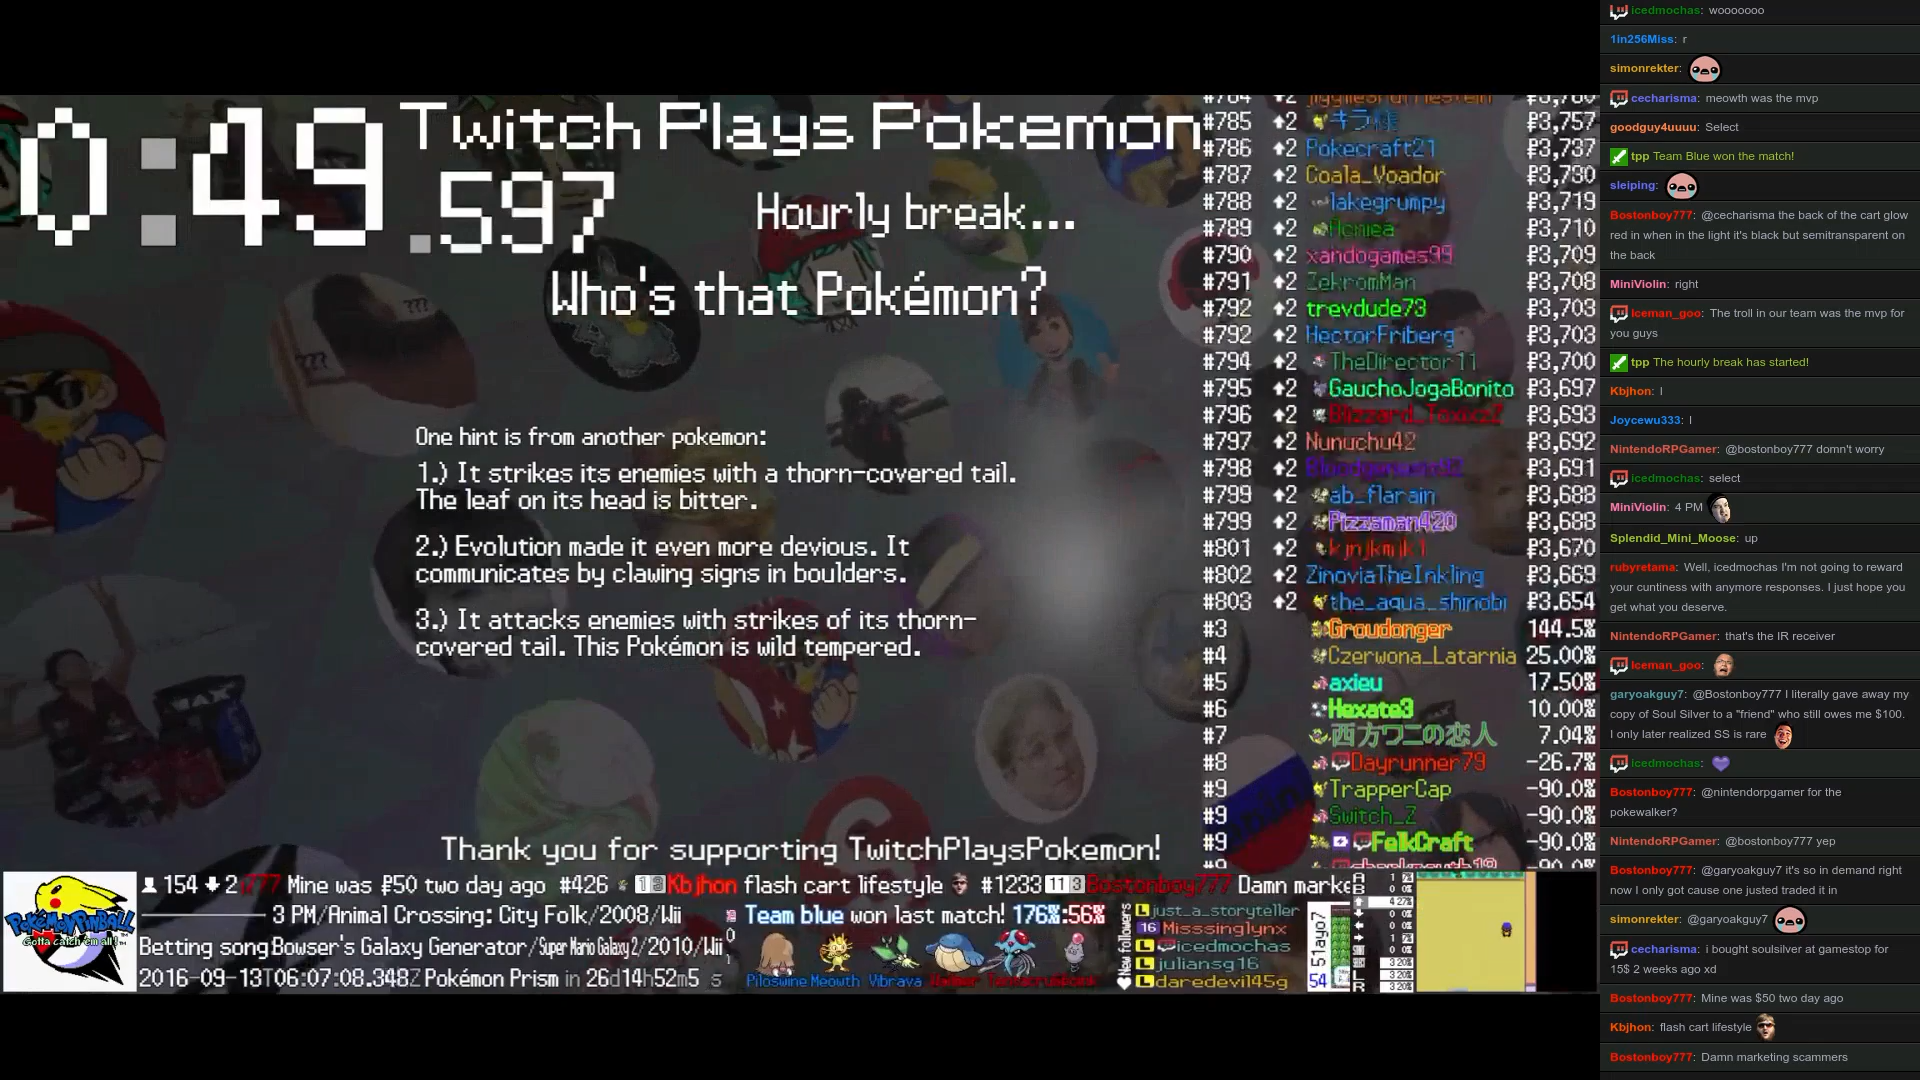 0:49.597
Twitch Plays Pokemon
Hourly break...
Who's that Pokémon?
One hint is from another pokemon:
1.) It strikes its enemies with a thorn-covered tail.
The leaf on its head is bitter.
2.) Evolution made it even more devious. It
communicates by clawing signs in boulders.
3.) It attacks enemies with strikes of its thorn-
covered tail. This Pokémon is wild tempered.
Thank you for supporting TwitchPlaysPokemon!
#785 2 キラ様 ₽3,757
#786 2 Pokecraft21 ₽3,737
#787 2 Coala_Voador ₽3,730
#788 2 lakegrumpy ₽3,719
#789 2 ₽3,710
#790 2 xandogames99 ₽3,709
#791 2 ZekromMan ₽3,708
#792 2 trevdude73 ₽3,703
#792 2 HectorFriberg ₽3,703
#794 2 TheDirector11 ₽3,700
#795 2 GauchoJogaBonito ₽3,697
#796 2 ₽3,693
#797 2 Nunuchu42 ₽3,692
#798 2 ₽3,691
#799 2 ab_flarain ₽3,688
#799 2 Pizzaman420 ₽3,688
#801 2 kjnjkmjk1 ₽3,670
#802 2 ZinoviaTheInkling ₽3,669
#803 2 the_aqua_shinobi ₽3,654
#3 Groudonger 144.5%
#4 Czerwona_Latarnia 25.00%
#5 axieu 17.50%
#6 Hexate3 10.00%
#7 西方ワニの恋人 7.04%
#8 Dayrunner79 -26.7%
#9 TrapperCap -90.0%
#9 Switch_Z -90.0%
#9 FelkCraft -90.0%
154 2 777 Mine was ₽50 two day ago #426 13 Kbjhon flash cart lifestyle #1233 11 3 Bostonboy777 Damn marke
3 PM/Animal Crossing: City Folk/2008/Wii
Team blue won last match! 176%:56%
Betting song Bowser's Galaxy Generator/Super Mario Galaxy 2/2010/Wii
2016-09-13T06:07:08.348Z Pokémon Prism in 26d14h52m5 s
Piloswine Meowth Vibrava
New followers
just_a_storyteller
16 Misssinglynx
icedmochas
juliansg16
daredevil45g
54 51ayo7
Pokémon Pinball
Gotta catch 'em all!
icedmochas: wooooooo
1in256Miss: r
simonrekter:
cecharisma: meowth was the mvp
goodguy4uuuu: Select
tpp Team Blue won the match!
sleiping:
Bostonboy777: @cecharisma the back of the cart glow
red in when in the light it's black but semitransparent on
the back
MiniViolin: right
Iceman_goo: The troll in our team was the mvp for
you guys
tpp The hourly break has started!
Kbjhon: l
Joycewu333: l
NintendoRPGamer: @bostonboy777 domn't worry
icedmochas: select
MiniViolin: 4 PM
Splendid_Mini_Moose: up
rubyretama: Well, icedmochas I'm not going to reward
your cuntiness with anymore responses. I just hope you
get what you deserve.
NintendoRPGamer: that's the IR receiver
Iceman_goo:
garyoakguy7: @Bostonboy777 I literally gave away my
copy of Soul Silver to a "friend" who still owes me $100.
I only later realized SS is rare
icedmochas:
Bostonboy777: @nintendorpgamer for the
pokewalker?
NintendoRPGamer: @bostonboy777 yep
Bostonboy777: @garyoakguy7 it's so in demand right
now I only got cause one justed traded it in
simonrekter: @garyoakguy7
cecharisma: i bought soulsilver at gamestop for
15$ 2 weeks ago xd
Bostonboy777: Mine was $50 two day ago
Kbjhon: flash cart lifestyle
Bostonboy777: Damn marketing scammers